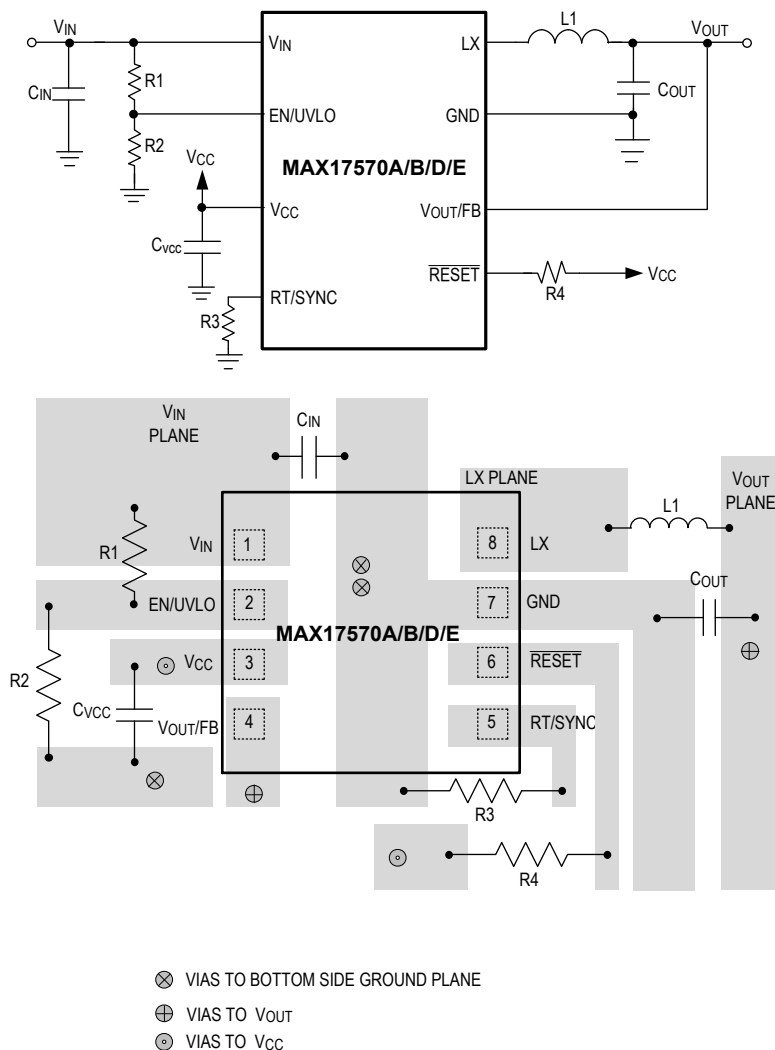 VIN
VIN
LX
L1
VOUT
CIN
R1
COUT
EN/UVLO
GND
R2
VCC
MAX17570A/B/D/E
VCC
VOUT/FB
CVCC
RESET
R4
VCC
RT/SYNC
R3
VIN
PLANE
CIN
LX PLANE
VOUT
PLANE
L1
R1
VIN
1
8
LX
COUT
EN/UVLO
2
7
GND
MAX17570A/B/D/E
R2
VCC
3
6
RESET
CVCC
VOUT/FB
4
5
RT/SYNC
R3
R4
VIAS TO BOTTOM SIDE GROUND PLANE
VIAS TO VOUT
VIAS TO VCC